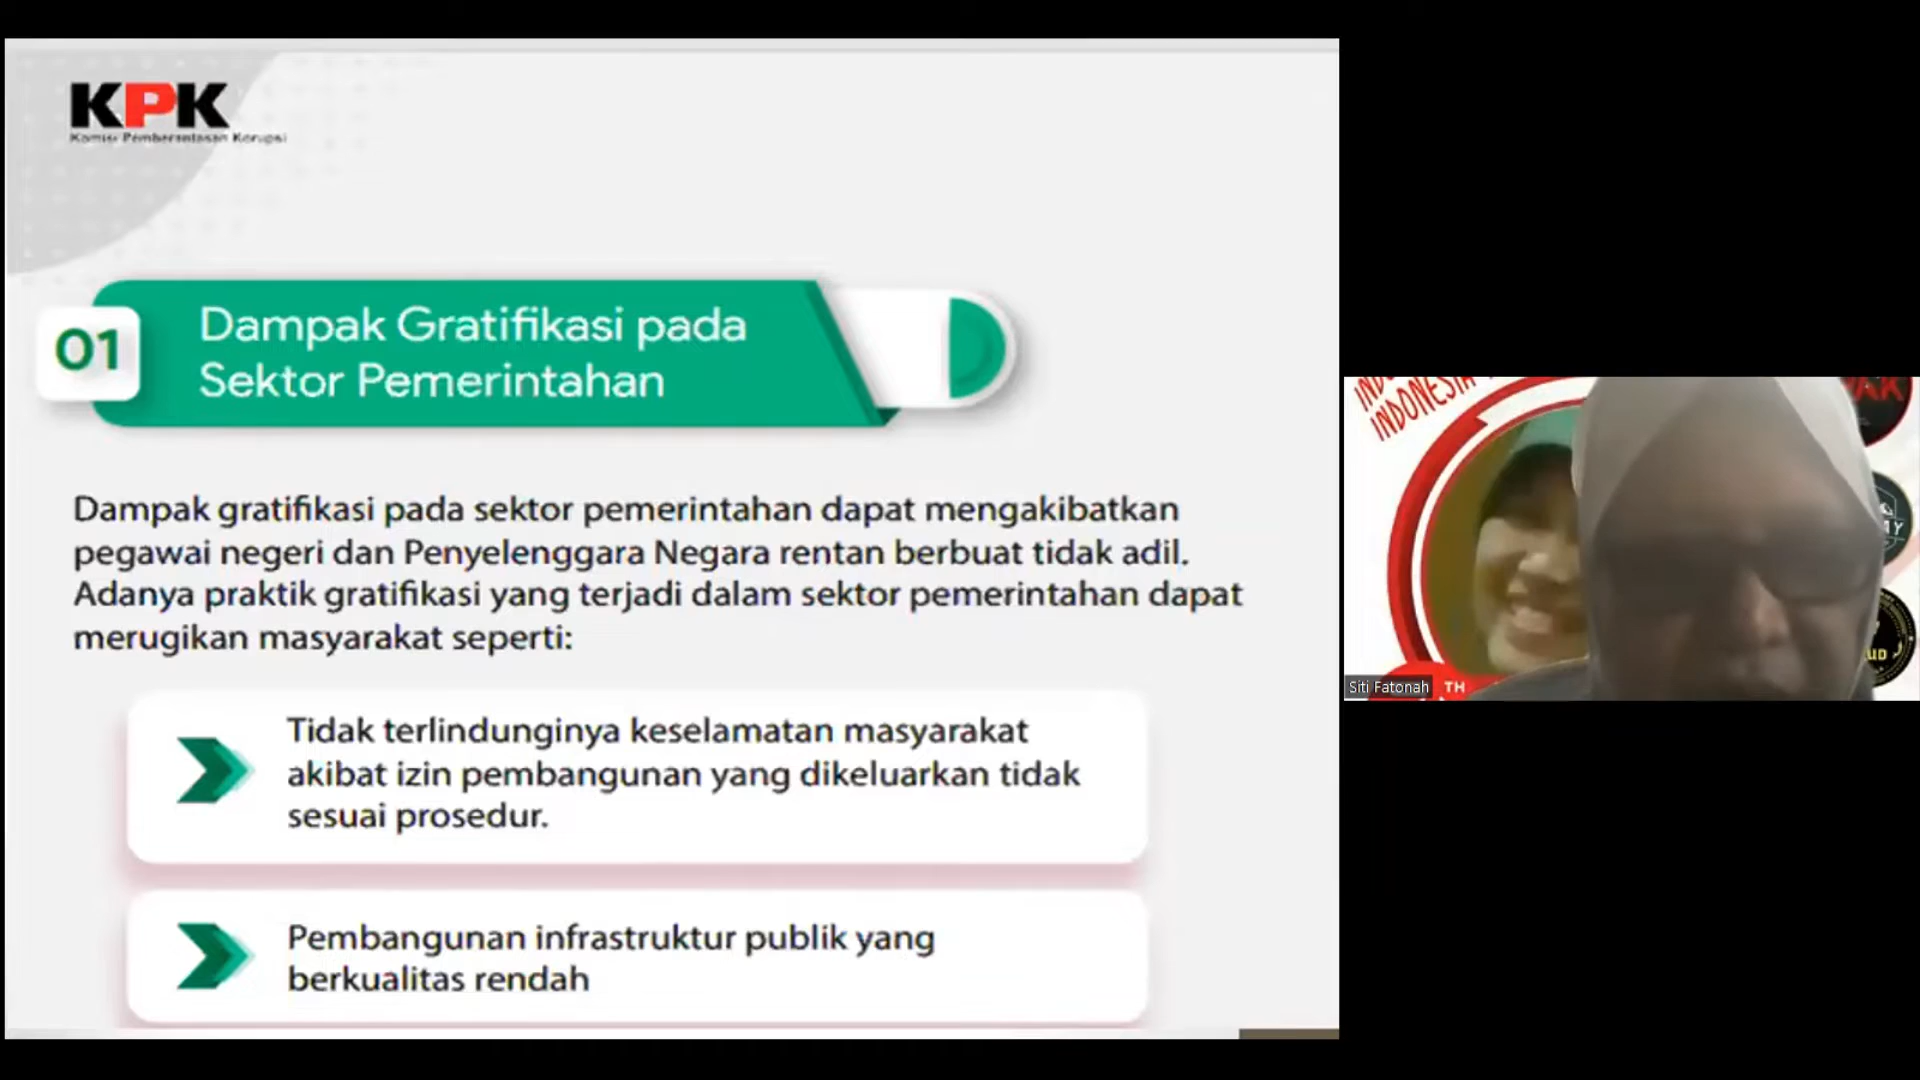 KPK
Komisi Pemberantasan Korupsi
01
Dampak Gratifikasi pada
Sektor Pemerintahan
Dampak gratifikasi pada sektor pemerintahan dapat mengakibatkan
pegawai negeri dan Penyelenggara Negara rentan berbuat tidak adil.
Adanya praktik gratifikasi yang terjadi dalam sektor pemerintahan dapat
merugikan masyarakat seperti:
Tidak terlindunginya keselamatan masyarakat
akibat izin pembangunan yang dikeluarkan tidak
sesuai prosedur.
Pembangunan infrastruktur publik yang
berkualitas rendah
INDONESIA
Siti Fatonah
TH